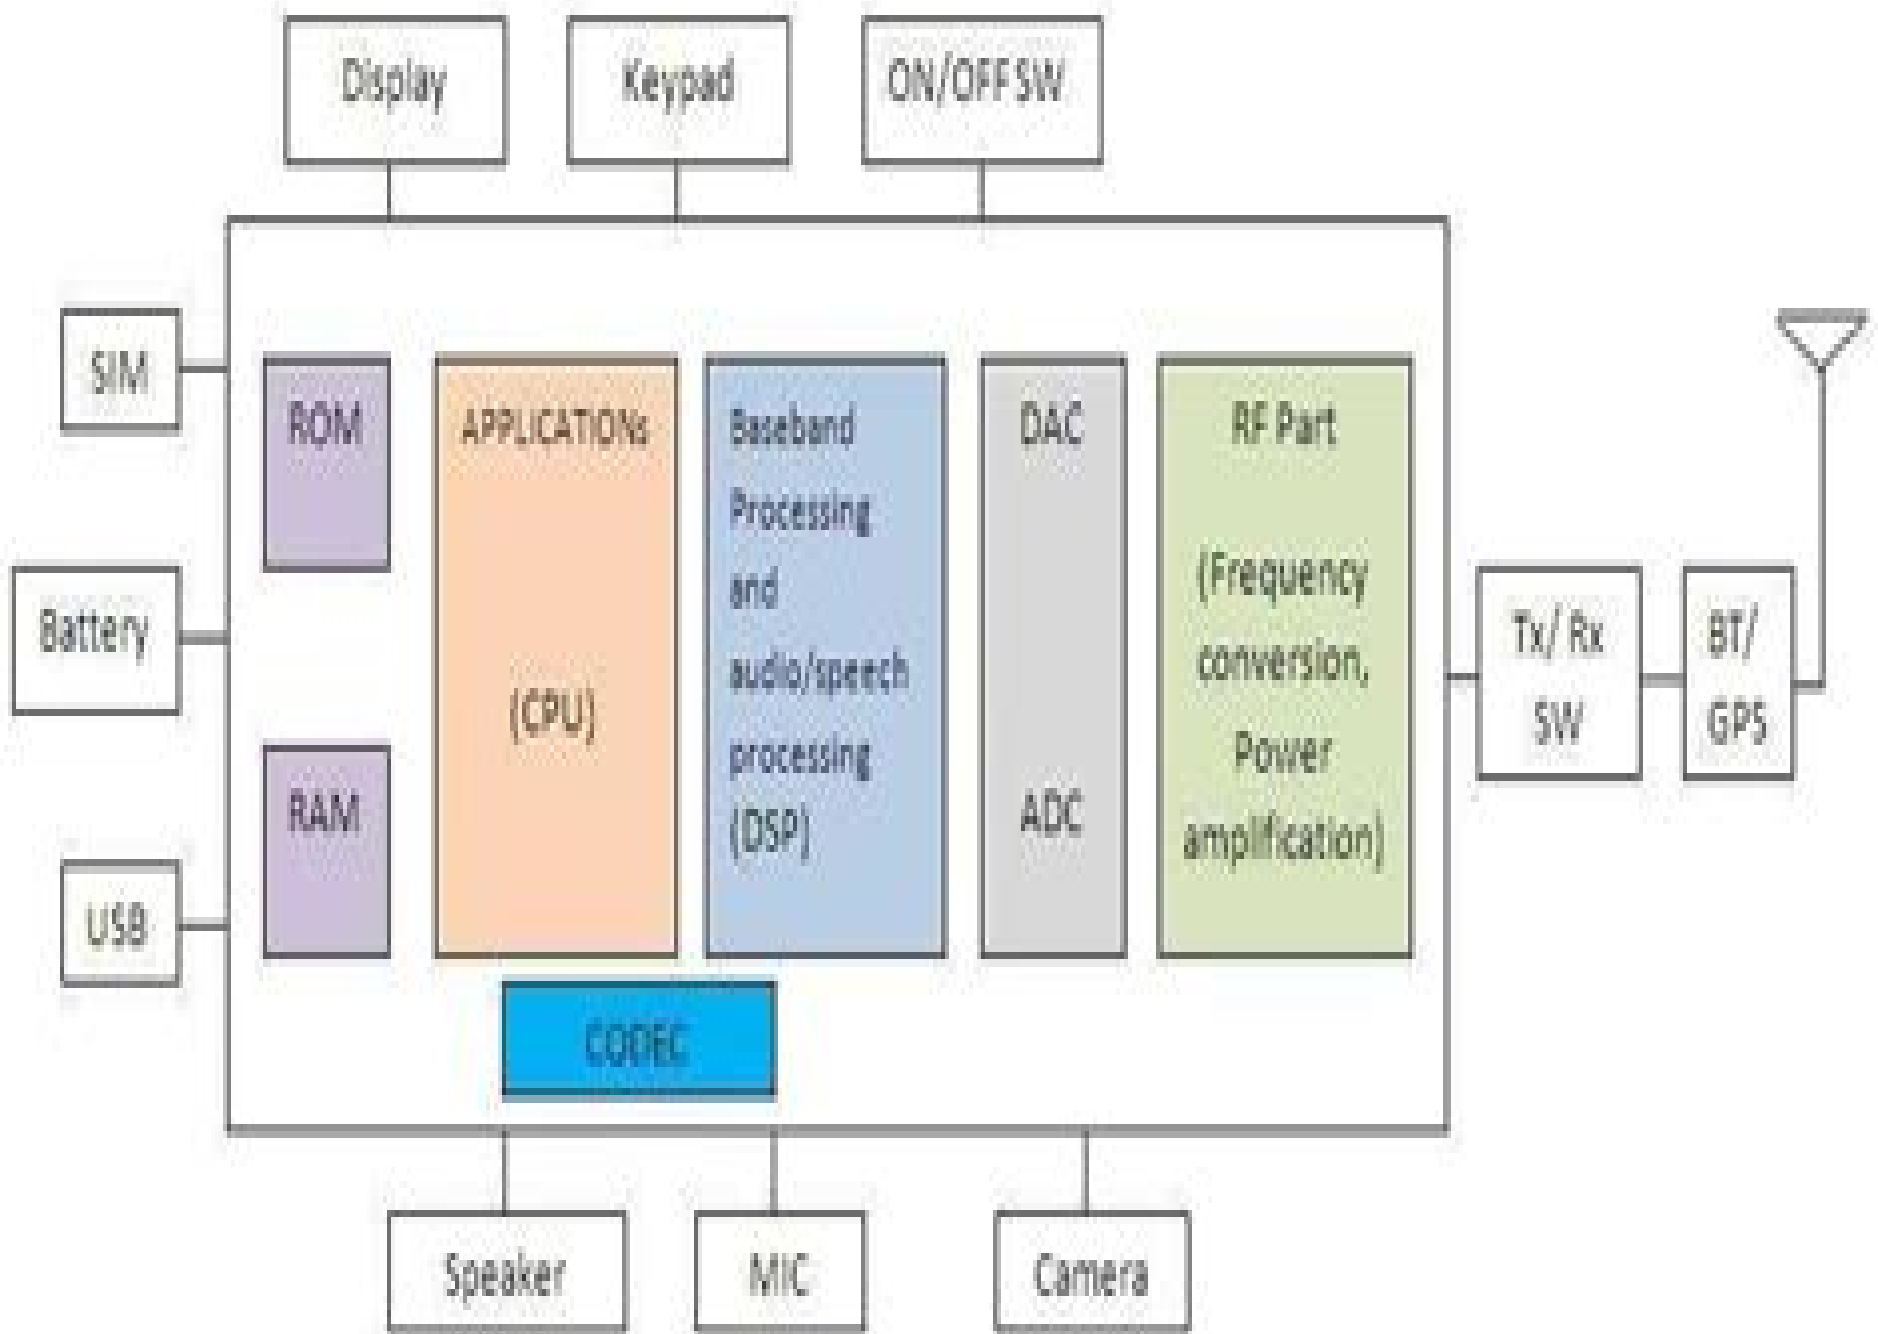 Display
Keypad
ON/OFF SW
SIM
Battery
USB
ROM
RAM
APPLICATIONs
(CPU)
Baseband
Processing
and
audio/speech
processing
(DSP)
DAC
ADC
RF Part
(Frequency
conversion,
Power
amplification)
Tx/ Rx
SW
BT/
GPS
CODEC
Speaker
MIC
Camera